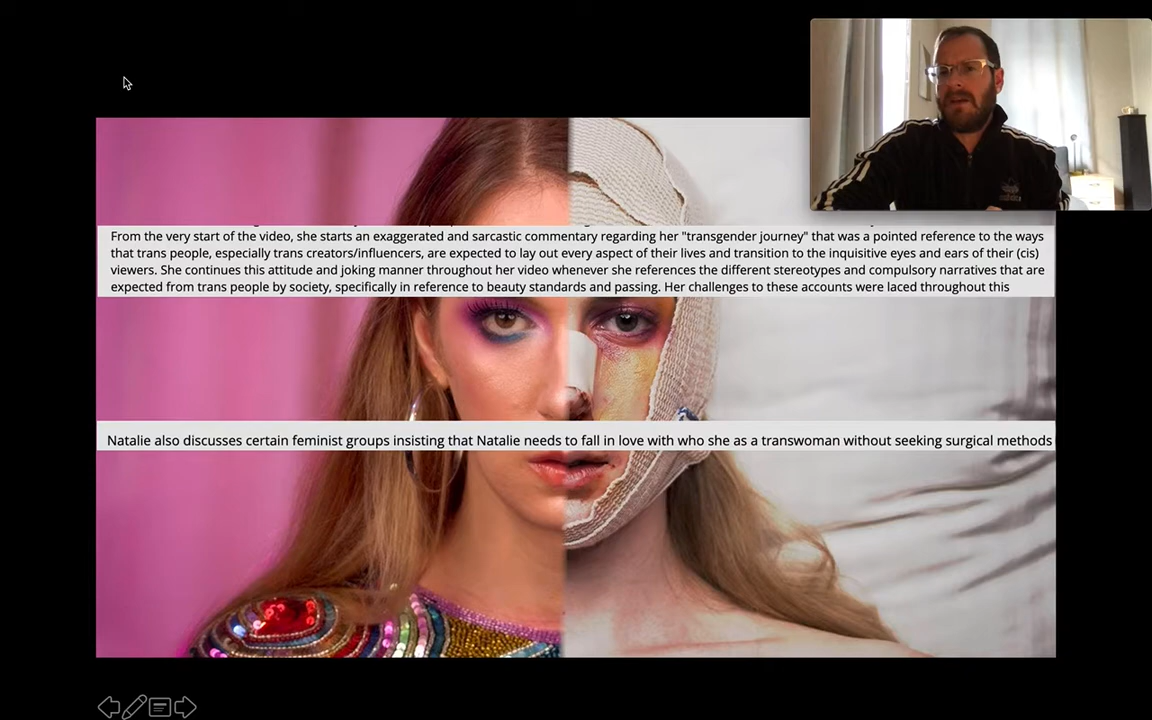 From the very start of the video, she starts an exaggerated and sarcastic commentary regarding her "transgender journey" that was a pointed reference to the ways
that trans people, especially trans creators/influencers, are expected to lay out every aspect of their lives and transition to the inquisitive eyes and ears of their (cis)
viewers. She continues this attitude and joking manner throughout her video whenever she references the different stereotypes and compulsory narratives that are
expected from trans people by society, specifically in reference to beauty standards and passing. Her challenges to these accounts were laced throughout this
Natalie also discusses certain feminist groups insisting that Natalie needs to fall in love with who she as a transwoman without seeking surgical methods